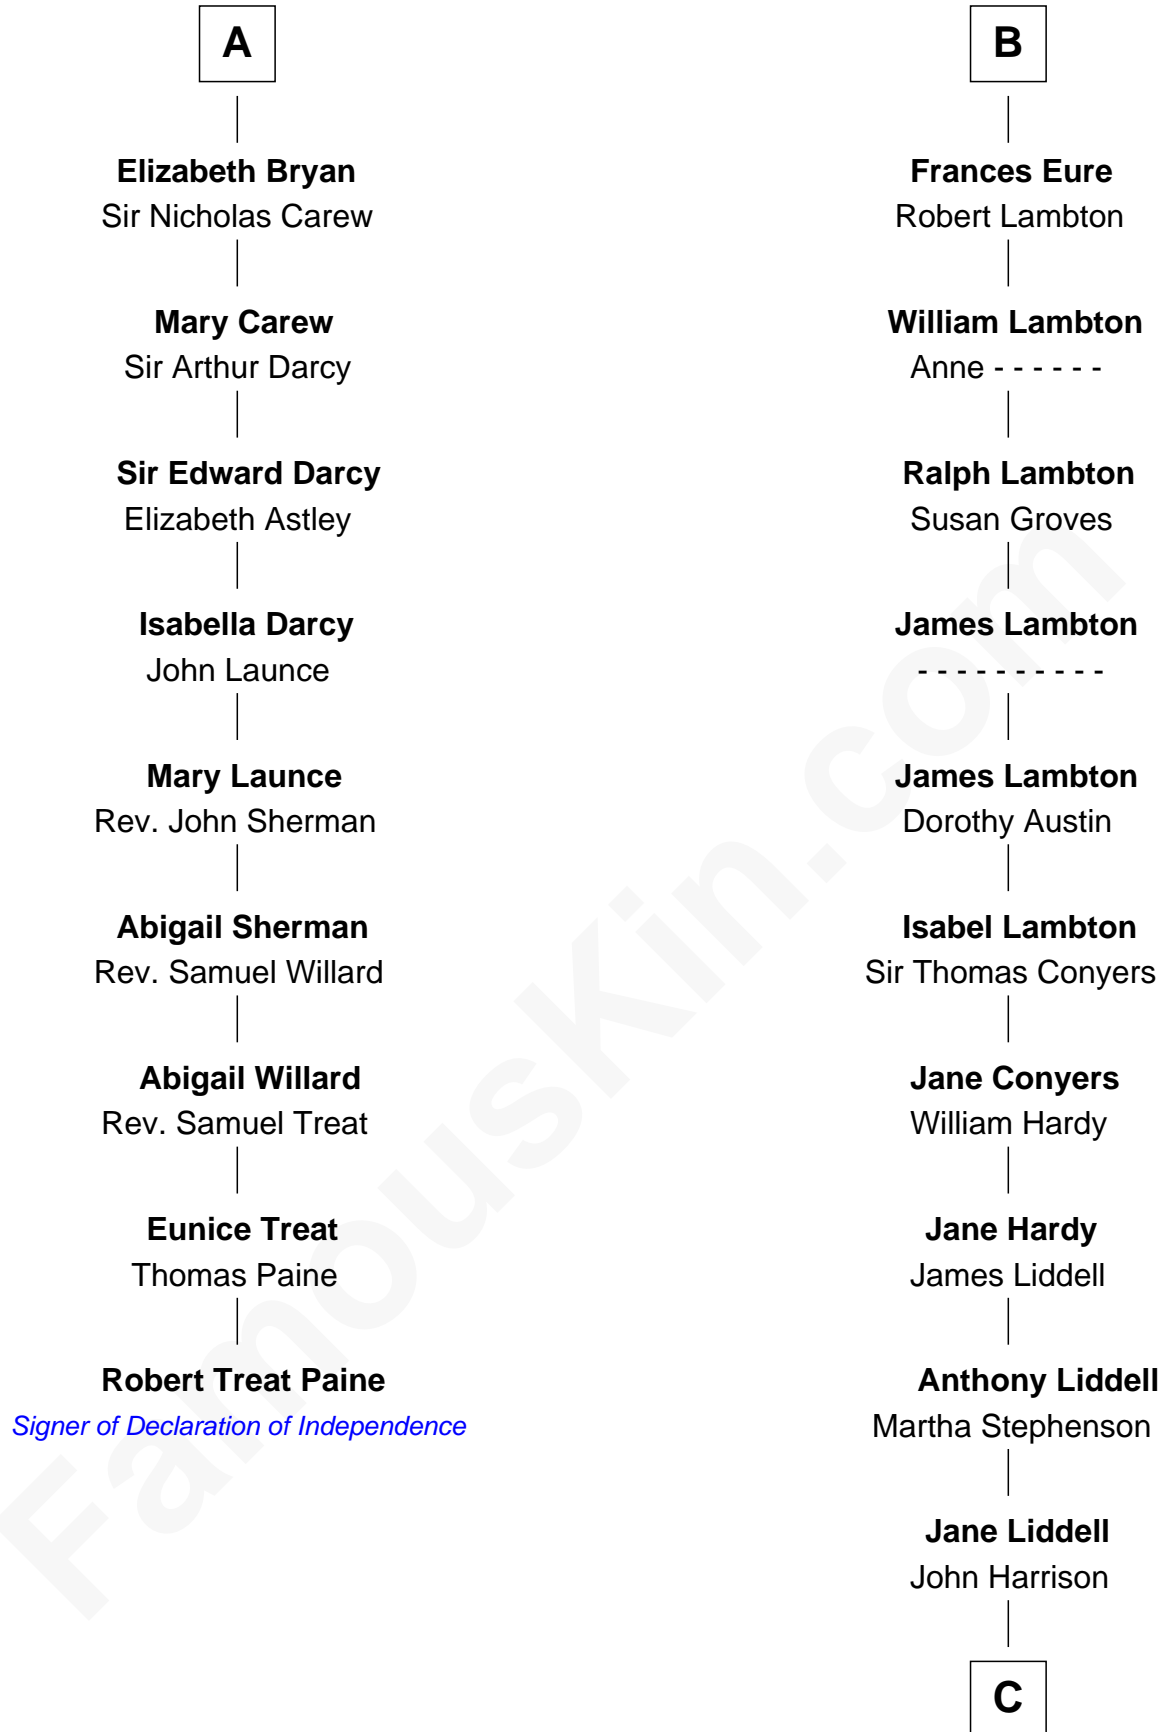 A
Elizabeth Bryan
Sir Nicholas Carew
Mary Carew
Sir Arthur Darcy
Sir Edward Darcy
Elizabeth Astley
Isabella Darcy
John Launce
Mary Launce
Rev. John Sherman
Abigail Sherman
Rev. Samuel Willard
Abigail Willard
Rev. Samuel Treat
Eunice Treat
Thomas Paine
Robert Treat Paine
Signer of Declaration of Independence
B
Frances Eure
Robert Lambton
William Lambton
Anne - - - - - -
Ralph Lambton
Susan Groves
James Lambton
- - - - - - - - - -
James Lambton
Dorothy Austin
Isabel Lambton
Sir Thomas Conyers
Jane Conyers
William Hardy
Jane Hardy
James Liddell
Anthony Liddell
Martha Stephenson
Jane Liddell
John Harrison
C
FamousKin.com